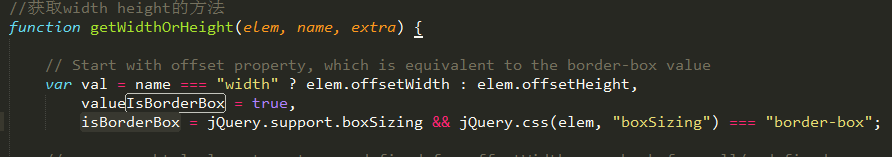 //获取width height的方法
function getWidthOrHeight(elem, name, extra) {
// Start with offset property, which is equivalent to the border-box value
var val = name === "width" ? elem.offsetWidth : elem.offsetHeight,
valueIsBorderBox = true,
isBorderBox = jQuery.support.boxSizing && jQuery.css(elem, "boxSizing") === "border-box";